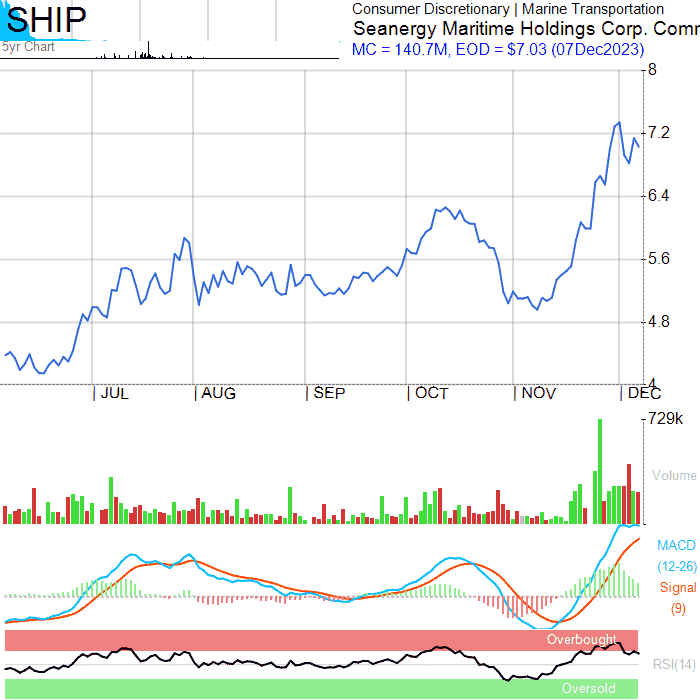 SHIP
5yr Chart
Consumer Discretionary | Marine Transportation
Seanergy Maritime Holdings Corp. Comm
MC = 140.7M, EOD = $7.03 (07Dec2023)
8
7.2
6.4
5.6
4.8
4
JUL AUG SEP OCT NOV DEC
729k
Volume
MACD
(12-26)
Signal
(9)
Overbought
RSI(14)
Oversold